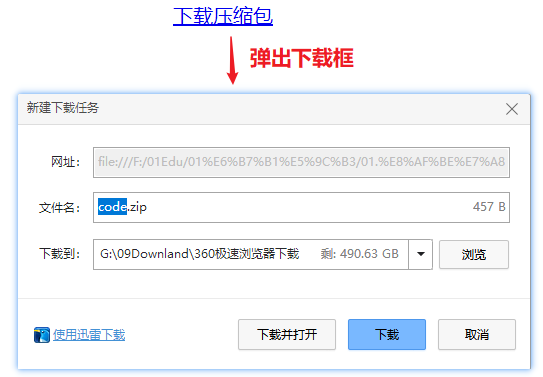 下载压缩包
弹出下载框
新建下载任务
网址: file:///F:/01Edu/01%E6%B7%B1%E5%9C%B3/01.%E8%AF%BE%E7%A8
文件名: code.zip 457 B
下载到: G:\09Downland\360极速浏览器下载 剩: 490.63 GB 浏览
使用迅雷下载 下载并打开 下载 取消